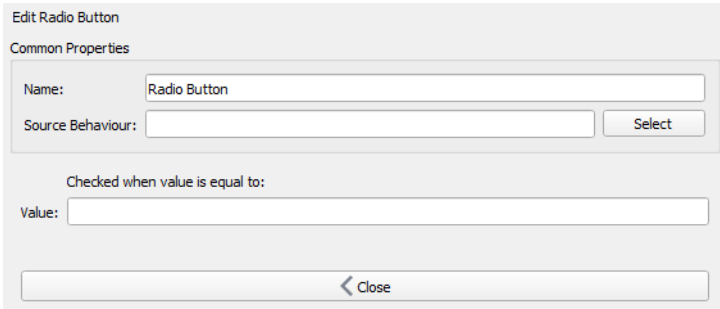 Edit Radio Button
Common Properties
Name: Radio Button
Source Behaviour: Select
Checked when value is equal to:
Value:
Close